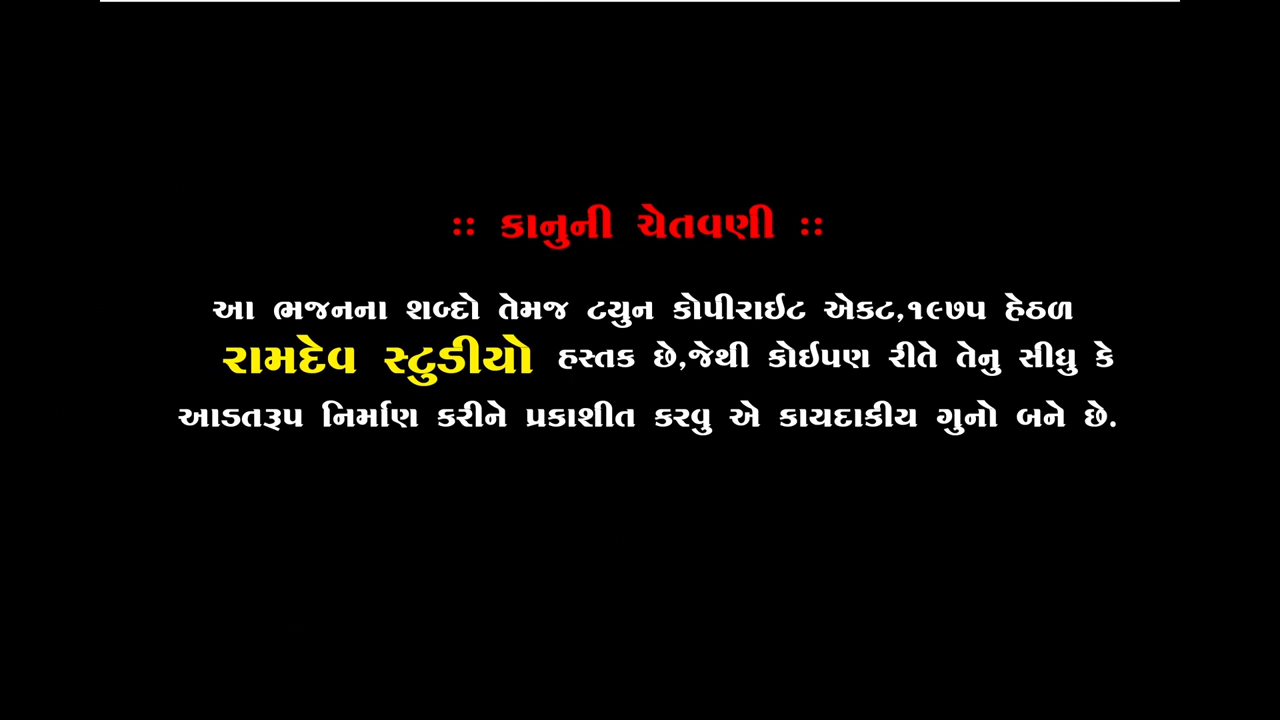 :: કાનુની ચેતવણી ::
આ ભજનના શબ્દો તેમજ ટયુન કોપીરાઈટ એકટ,૧૯૭૫ હેઠળ
રામદેવ સ્ટુડીયો હસ્તક છે,જેથી કોઈપણ રીતે તેનુ સીધુ કે
આડતરૂપ નિર્માણ કરીને પ્રકાશીત કરવુ એ કાયદાકીય ગુનો બને છે.